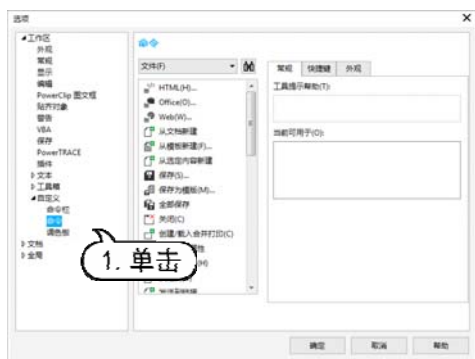 选项
工作区
外观
常规
显示
编辑
PowerClip 图文框
贴齐对象
警告
VBA
保存
PowerTRACE
插件
文本
工具箱
自定义
命令栏
命令
调色板
文档
全局
命令
文件(F)
HTML(H)...
Office(O)...
Web(W)...
从文档新建
从模板新建(F)...
从选定内容新建
保存(S)...
保存为模板(M)...
全部保存
关闭(C)
创建/载入合并打印(C)
常规
快捷键
外观
工具提示帮助(T):
当前可用于(O):
1. 单击
确定
取消
帮助